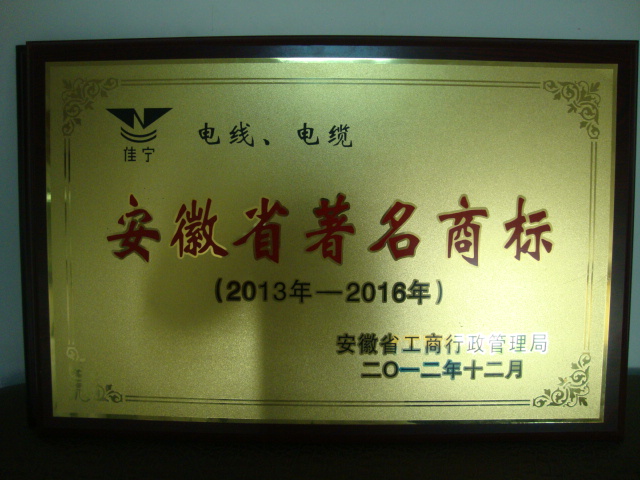 电线、电缆
佳宁
安徽省著名商标
(2013年—2016年)
安徽省工商行政管理局
二〇一二年十二月